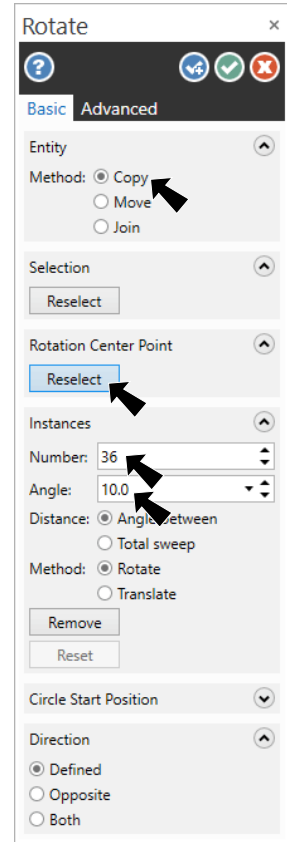 Rotate
Basic Advanced
Entity
Method: Copy
Move
Join
Selection
Reselect
Rotation Center Point
Reselect
Instances
Number: 36
Angle: 10.0
Distance: Angle between
Total sweep
Method: Rotate
Translate
Remove
Reset
Circle Start Position
Direction
Defined
Opposite
Both